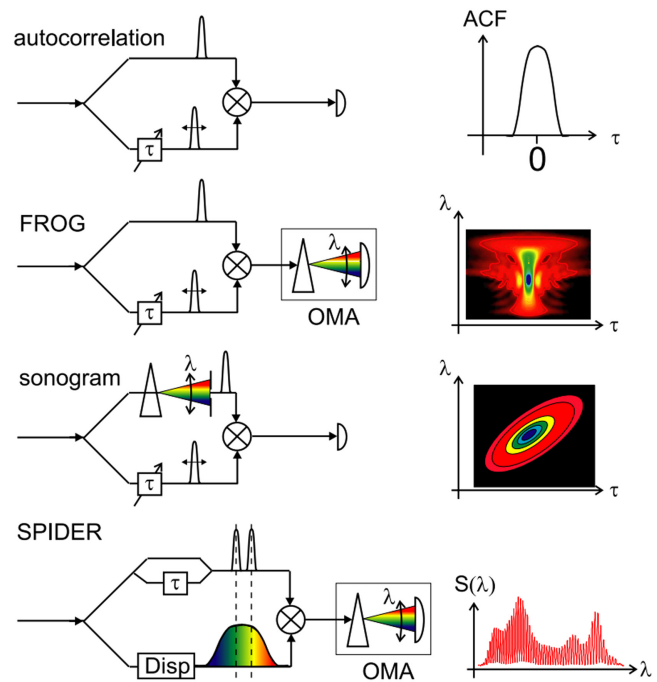 autocorrelation
τ
ACF
τ
0
FROG
τ
λ
OMA
λ
τ
sonogram
λ
τ
λ
τ
SPIDER
τ
Disp
λ
OMA
S(λ)
λ